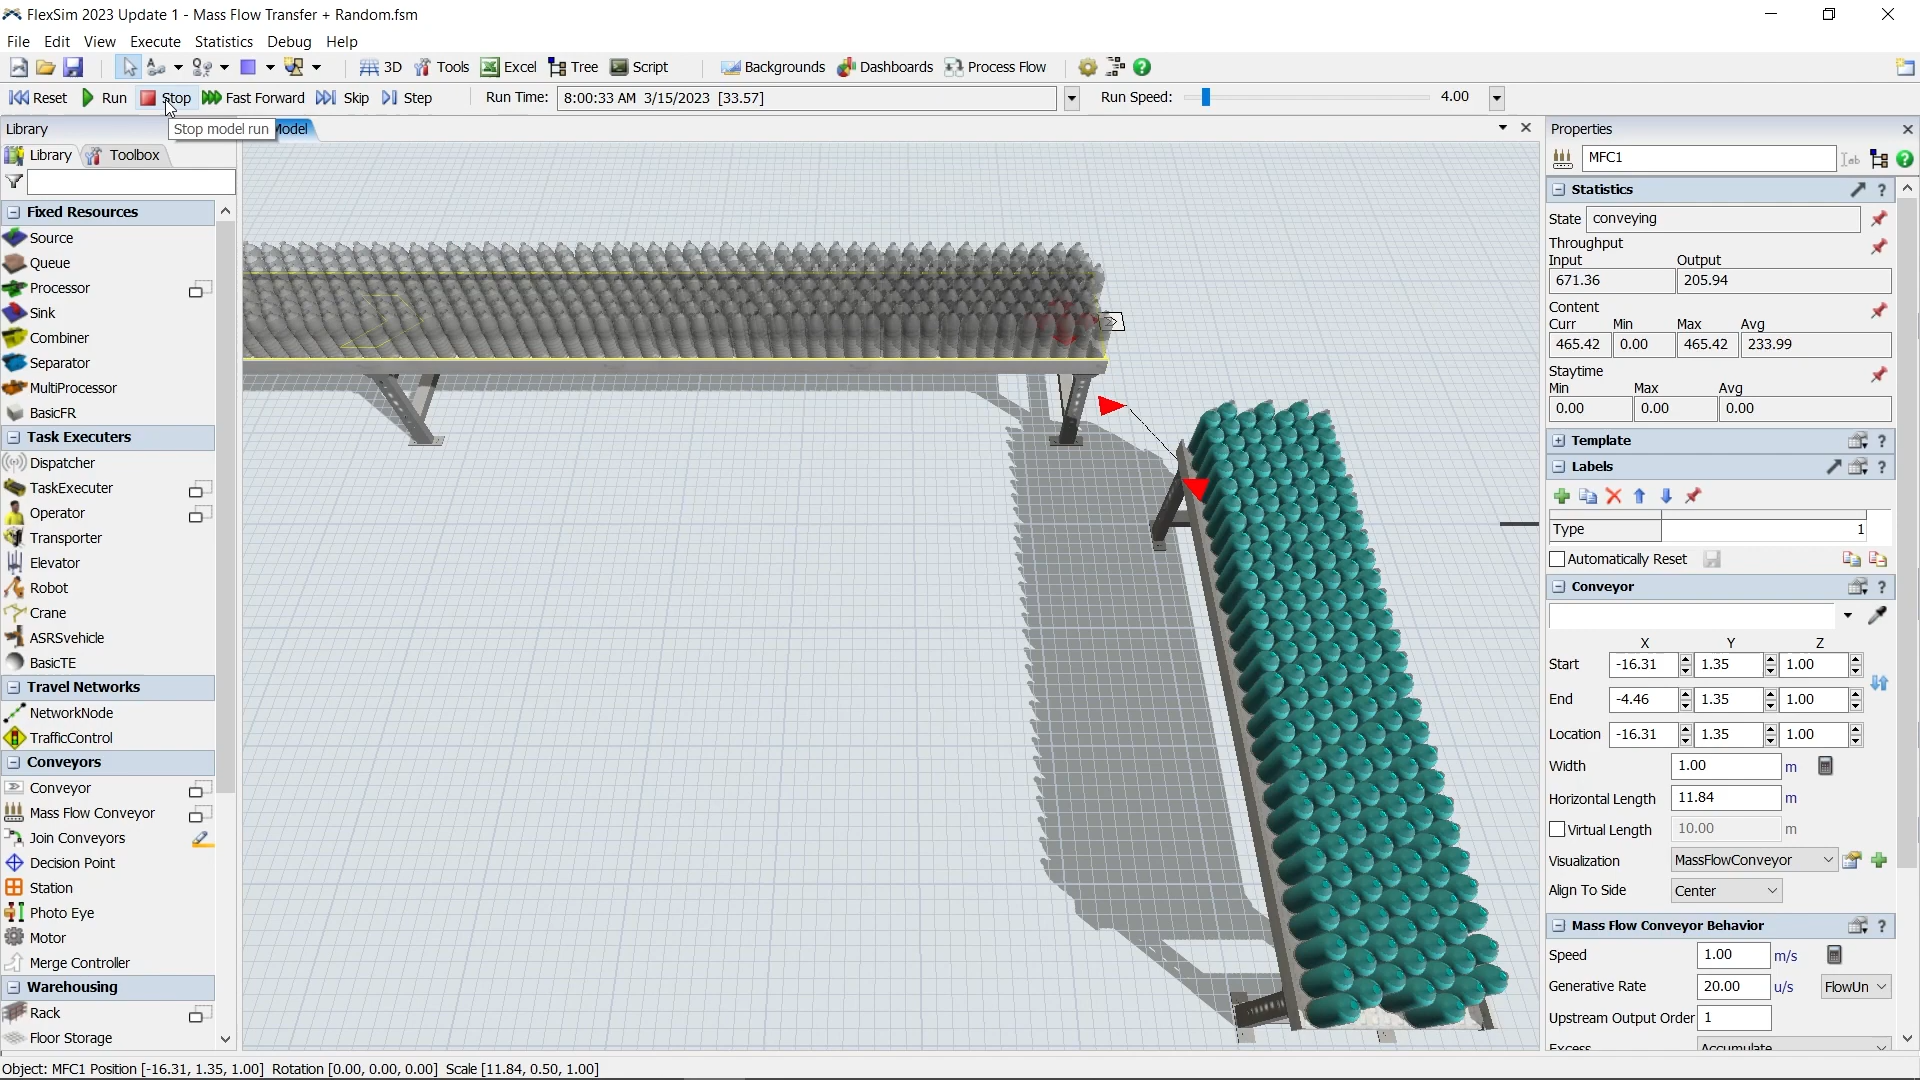 FlexSim 2023 Update 1 - Mass Flow Transfer + Random.fsm
File Edit View Execute Statistics Debug Help
3D Tools Excel Tree Script Backgrounds Dashboards Process Flow
Reset Run Stop Fast Forward Skip Step Run Time: 8:00:33 AM 3/15/2023 [33.57] Run Speed: 4.00
Library
Stop model run
Model
Properties
Library Toolbox
MFC1
Fixed Resources
Source
Queue
Processor
Sink
Combiner
Separator
MultiProcessor
BasicFR
Task Executers
Dispatcher
TaskExecuter
Operator
Transporter
Elevator
Robot
Crane
ASRSvehicle
BasicTE
Travel Networks
NetworkNode
TrafficControl
Conveyors
Conveyor
Mass Flow Conveyor
Join Conveyors
Decision Point
Station
Photo Eye
Motor
Merge Controller
Warehousing
Rack
Floor Storage
Statistics
State conveying
Throughput
Input Output
671.36 205.94
Content
Curr Min Max Avg
465.42 0.00 465.42 233.99
Staytime
Min Max Avg
0.00 0.00 0.00
Template
Labels
Type 1
Automatically Reset
Conveyor
X Y Z
Start -16.31 1.35 1.00
End -4.46 1.35 1.00
Location -16.31 1.35 1.00
Width 1.00 m
Horizontal Length 11.84 m
Virtual Length 10.00 m
Visualization MassFlowConveyor
Align To Side Center
Mass Flow Conveyor Behavior
Speed 1.00 m/s
Generative Rate 20.00 u/s FlowUn
Upstream Output Order 1
Excess Accumulate
Object: MFC1 Position [-16.31, 1.35, 1.00] Rotation [0.00, 0.00, 0.00] Scale [11.84, 0.50, 1.00]